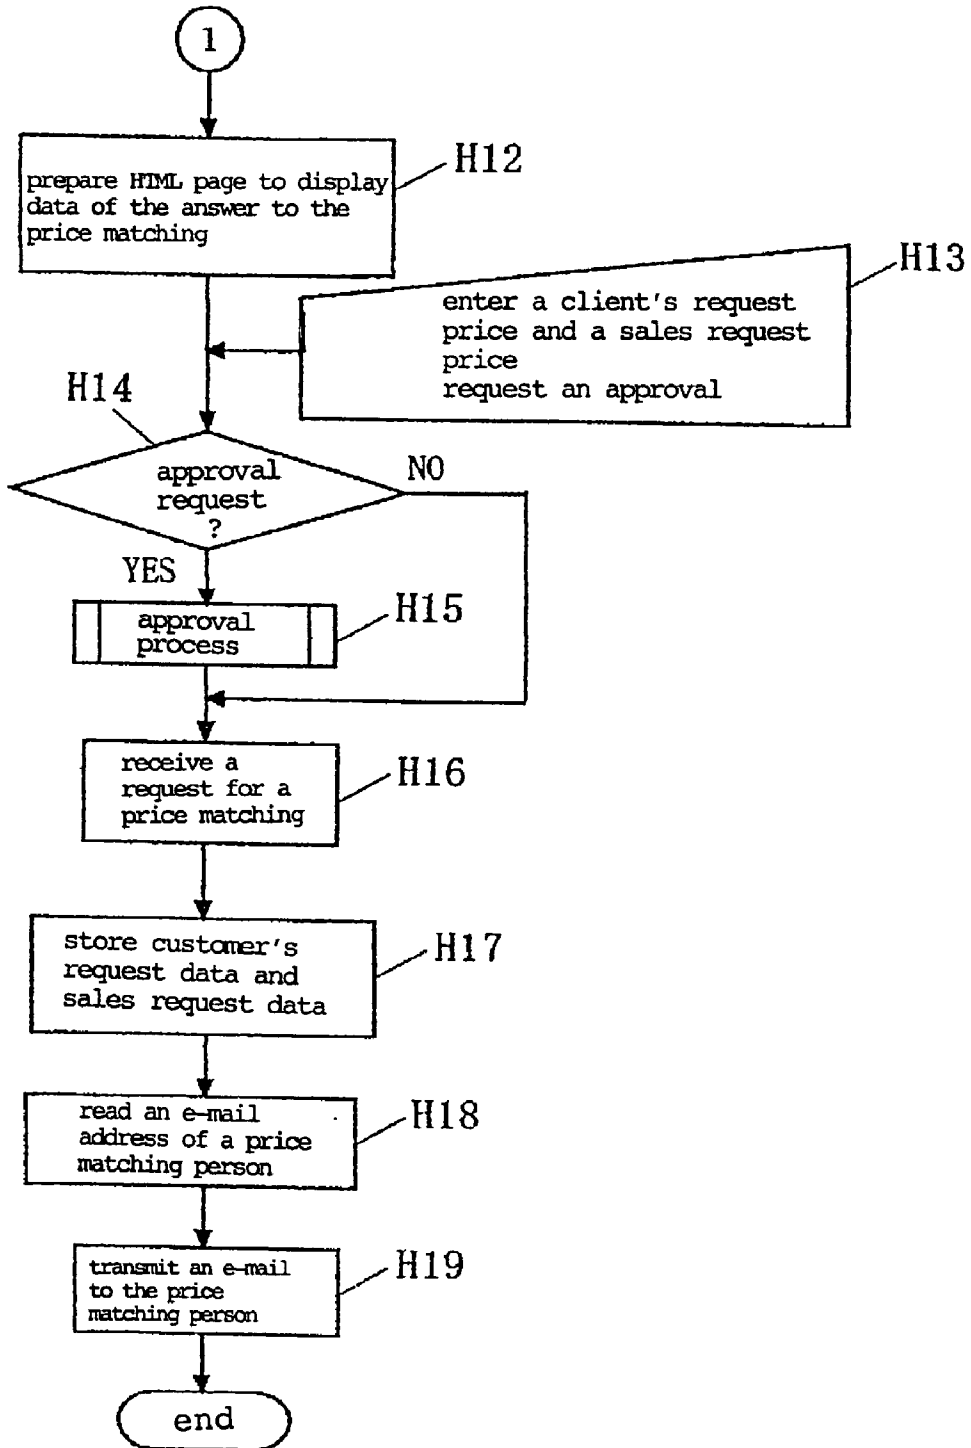 1
H12
prepare HTML page to display
data of the answer to the
price matching
H13
enter a client's request
price and a sales request
price
request an approval
H14
approval
request
?
NO
YES
H15
approval
process
H16
receive a
request for a
price matching
H17
store customer's
request data and
sales request data
H18
read an e-mail
address of a price
matching person
H19
transmit an e-mail
to the price
matching person
end